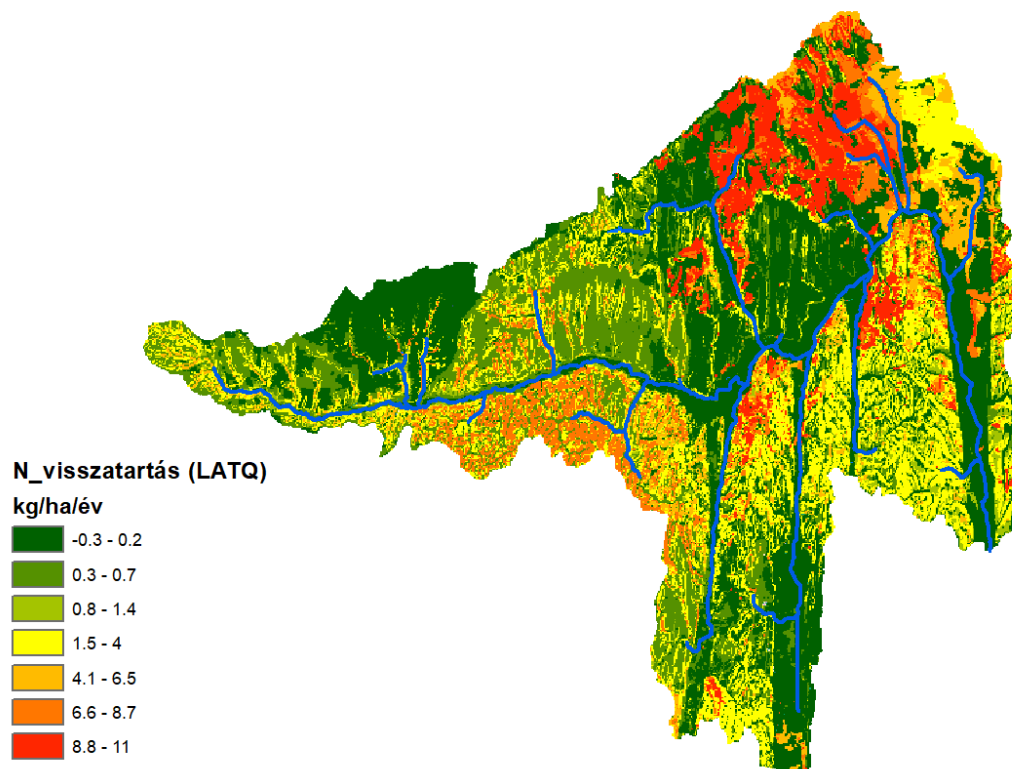 N_visszatartás (LATQ)
kg/ha/év
-0.3 - 0.2
0.3 - 0.7
0.8 - 1.4
1.5 - 4
4.1 - 6.5
6.6 - 8.7
8.8 - 11